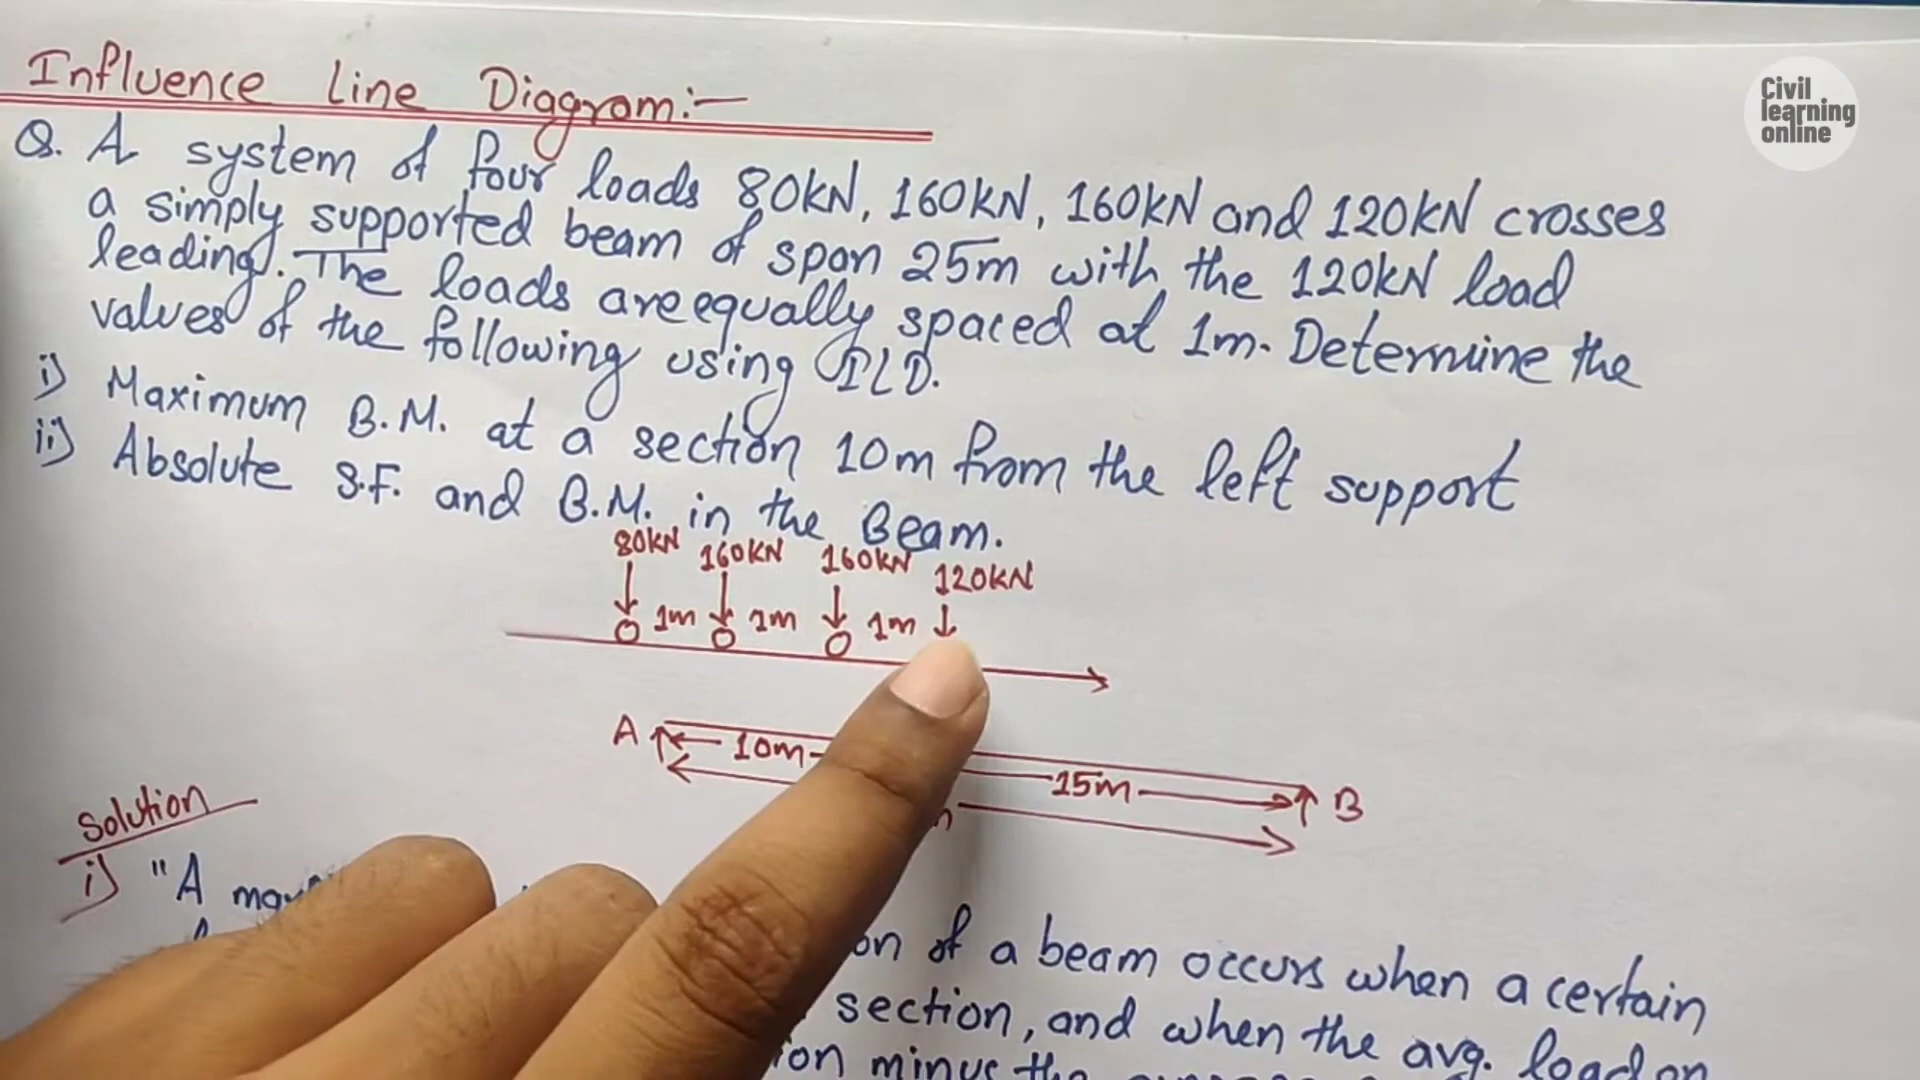 Influence Line Diagram:-
Q. A system of four loads 80kN, 160kN, 160kN and 120kN crosses
a simply supported beam of span 25m with the 120kN load
leading. The loads are equally spaced at 1m. Determine the
values of the following using ILD.
i) Maximum B.M. at a section 10m from the left support
ii) Absolute S.F. and B.M. in the Beam.
80kN 160kN 160kN 120kN
1m 1m 1m
A 10m 15m B
Solution
i) "A of a beam occurs when a certain
section, and when the avg. load on
minus the
Civil
learning
online